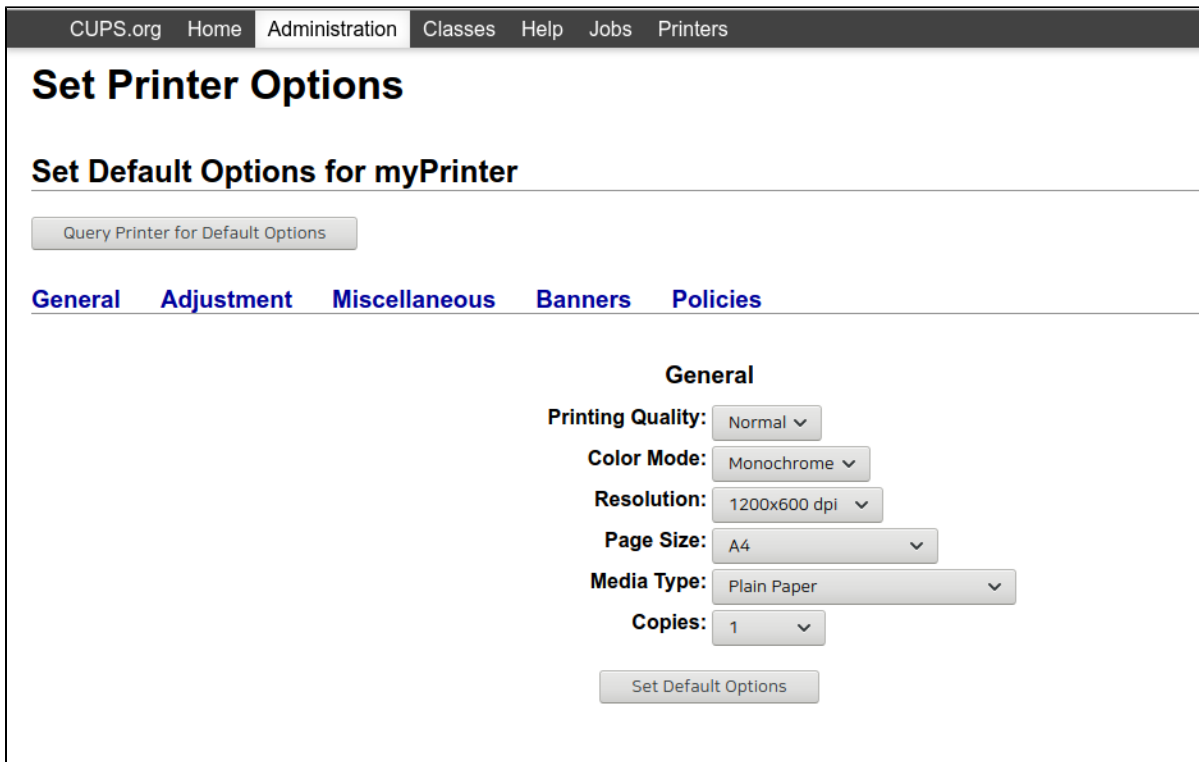 CUPS.org Home Administration Classes Help Jobs Printers
Set Printer Options
Set Default Options for myPrinter
Query Printer for Default Options
General Adjustment Miscellaneous Banners Policies
General
Printing Quality: Normal
Color Mode: Monochrome
Resolution: 1200x600 dpi
Page Size: A4
Media Type: Plain Paper
Copies: 1
Set Default Options